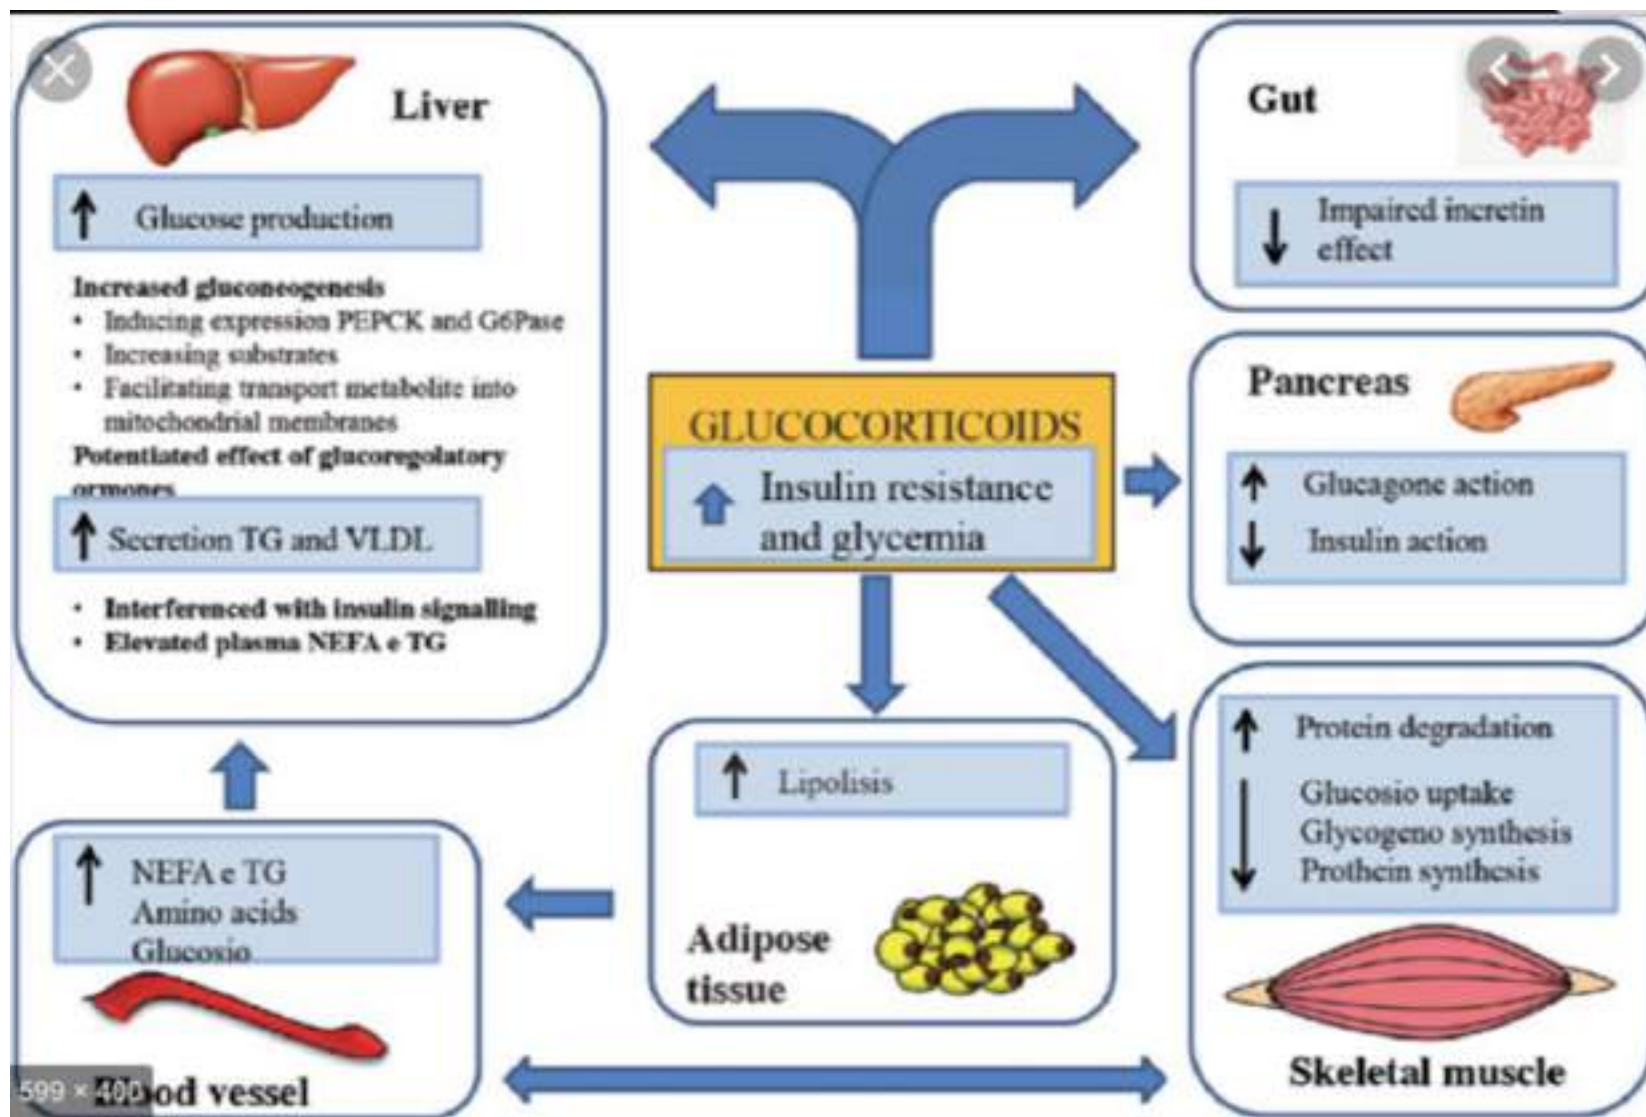 Liver
Glucose production
Increased gluconeogenesis
• Inducing expression PEPCK and G6Pase
• Increasing substrates
• Facilitating transport metabolite into
mitochondrial membranes
Potentiated effect of glucoregolatory
ormones
Secretion TG and VLDL
• Interferenced with insulin signalling
• Elevated plasma NEFA e TG
Gut
Impaired incretin
effect
GLUCOCORTICOIDS
Insulin resistance
and glycemia
Pancreas
Glucagone action
Insulin action
Protein degradation
Glucosio uptake
Glycogeno synthesis
Prothein synthesis
Skeletal muscle
Lipolisis
Adipose
tissue
NEFA e TG
Amino acids
Glucosio
Blood vessel
599 × 400